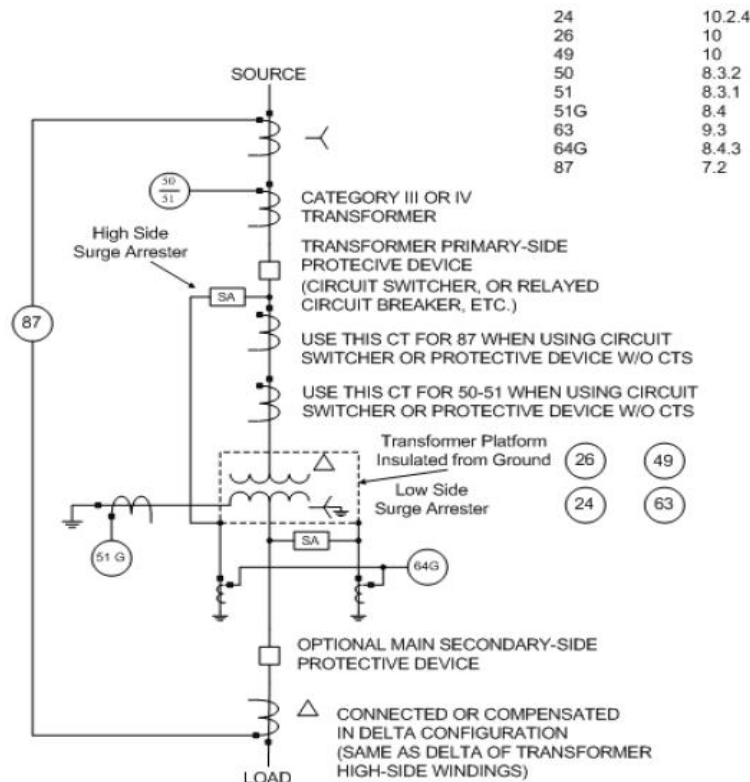 24 10.2.4
26 10
49 10
50 8.3.2
51 8.3.1
51G 8.4
63 9.3
64G 8.4.3
87 7.2
SOURCE
50
51
CATEGORY III OR IV
TRANSFORMER
High Side
Surge Arrester
TRANSFORMER PRIMARY-SIDE
PROTECIVE DEVICE
(CIRCUIT SWITCHER, OR RELAYED
CIRCUIT BREAKER, ETC.)
SA
87
USE THIS CT FOR 87 WHEN USING CIRCUIT
SWITCHER OR PROTECTIVE DEVICE W/O CTS
USE THIS CT FOR 50-51 WHEN USING CIRCUIT
SWITCHER OR PROTECTIVE DEVICE W/O CTS
Transformer Platform
Insulated from Ground
26 49
Low Side
Surge Arrester
24 63
SA
51 G
64G
OPTIONAL MAIN SECONDARY-SIDE
PROTECTIVE DEVICE
CONNECTED OR COMPENSATED
IN DELTA CONFIGURATION
(SAME AS DELTA OF TRANSFORMER
HIGH-SIDE WINDINGS)
LOAD